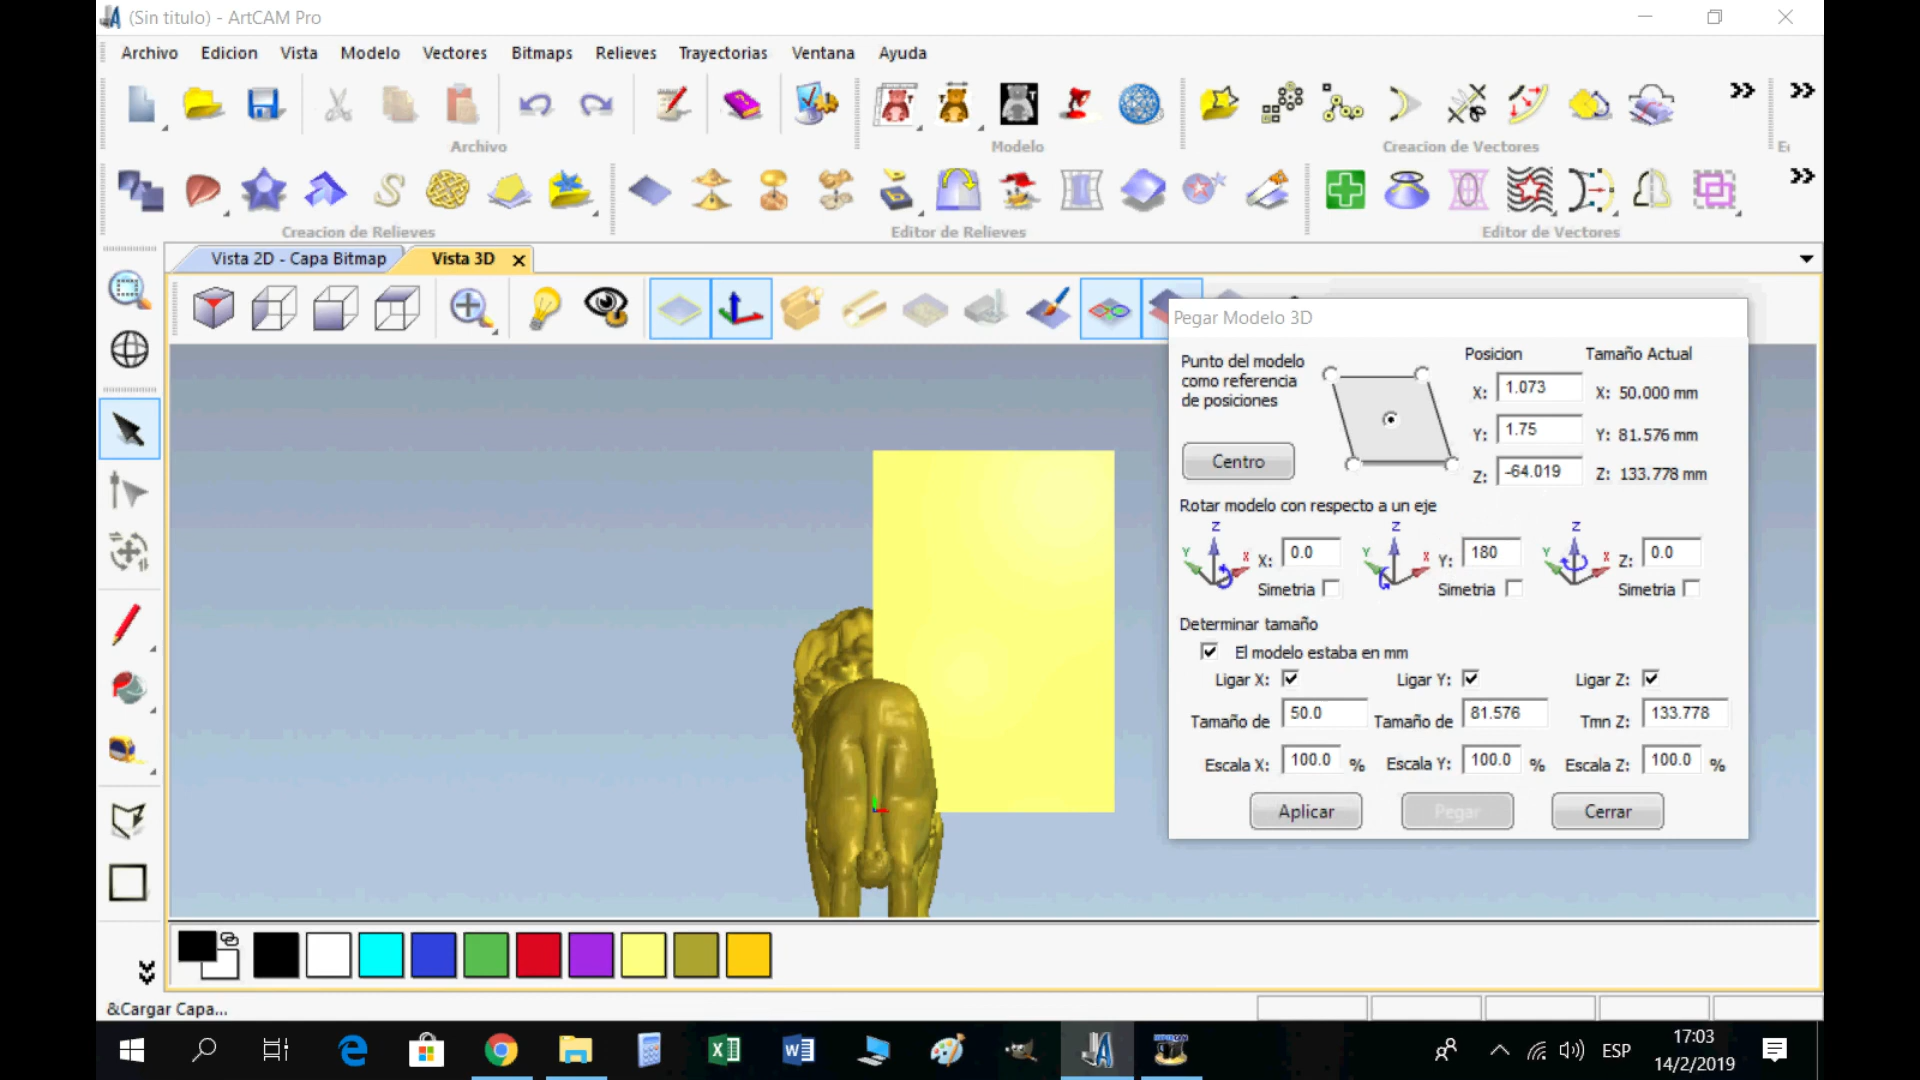 (Sin titulo) - ArtCAM Pro
Archivo Edicion Vista Modelo Vectores Bitmaps Relieves Trayectorias Ventana Ayuda
Archivo Modelo Creacion de Vectores
Creacion de Relieves Editor de Relieves Editor de Vectores
Vista 2D - Capa Bitmap Vista 3D
Pegar Modelo 3D
Punto del modelo
como referencia
de posiciones
Posicion Tamaño Actual
X: 1.073 X: 50.000 mm
Y: 1.75 Y: 81.576 mm
Centro
Z: -64.019 Z: 133.778 mm
Rotar modelo con respecto a un eje
Z Z Z
Y X X: 0.0 Y X Y: 180 Y X Z: 0.0
Simetria Simetria Simetria
Determinar tamaño
El modelo estaba en mm
Ligar X: Ligar Y: Ligar Z:
Tamaño de 50.0 Tamaño de 81.576 Tmn Z: 133.778
Escala X: 100.0 % Escala Y: 100.0 % Escala Z: 100.0 %
Aplicar Pegar Cerrar
&Cargar Capa...
ESP
17:03
14/2/2019